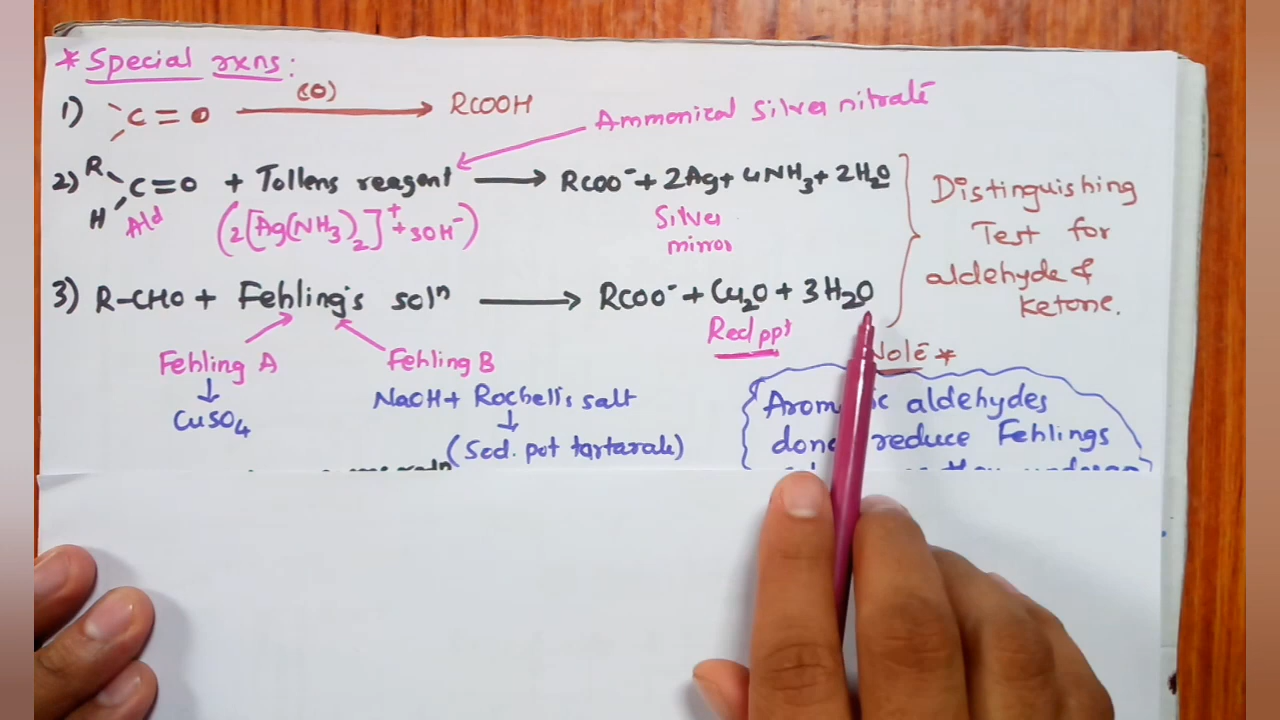 * Special rxns:
1) C=O (O) → RCOOH
Ammonical Silver nitrate
2) R H C=O + Tollens reagent → RCOO⁻ + 2Ag + 4NH₃ + 2H₂O
Ald
(2[Ag(NH₃)₂]⁺ + 3OH⁻)
Silver
mirror
3) R-CHO + Fehling's solⁿ → RCOO⁻ + Cu₂O + 3H₂O
Red ppt
Distinguishing
Test for
aldehyde &
ketone.
Fehling A
↓
CuSO₄
Fehling B
NaOH + Rochell's salt
↓
(Sod. pot tartarate)
Note *
aldehydes
reduce Fehlings